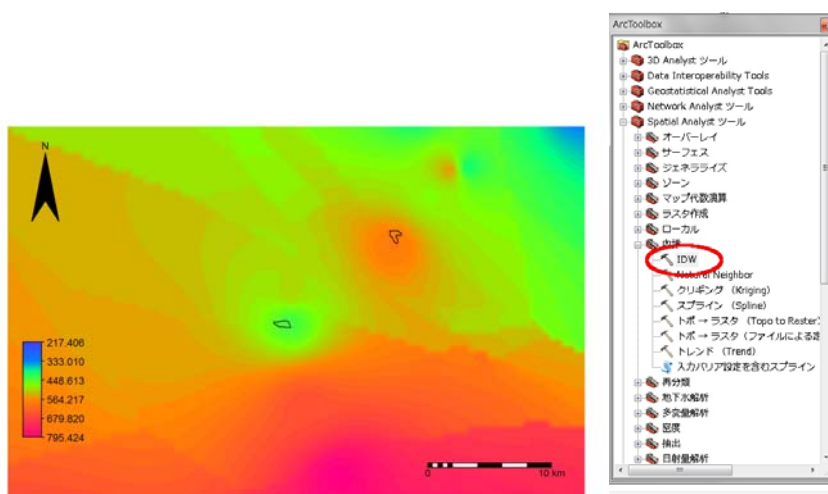 N
217.406
333.010
448.613
564.217
679.820
795.424
0
10 km
ArcToolbox
ArcToolbox
3D Analyst ツール
Data Interoperability Tools
Geostatistical Analyst Tools
Network Analyst ツール
Spatial Analyst ツール
オーバーレイ
サーフェス
ジェネラライズ
ゾーン
マップ代数演算
ラスタ作成
ローカル
内挿
IDW
Natural Neighbor
クリギング (Kriging)
スプライン (Spline)
トポ → ラスタ (Topo to Raster)
トポ → ラスタ (ファイルによる定
トレンド (Trend)
入力バリア設定を含むスプライン
再分類
地下水解析
多変量解析
密度
抽出
日射量解析